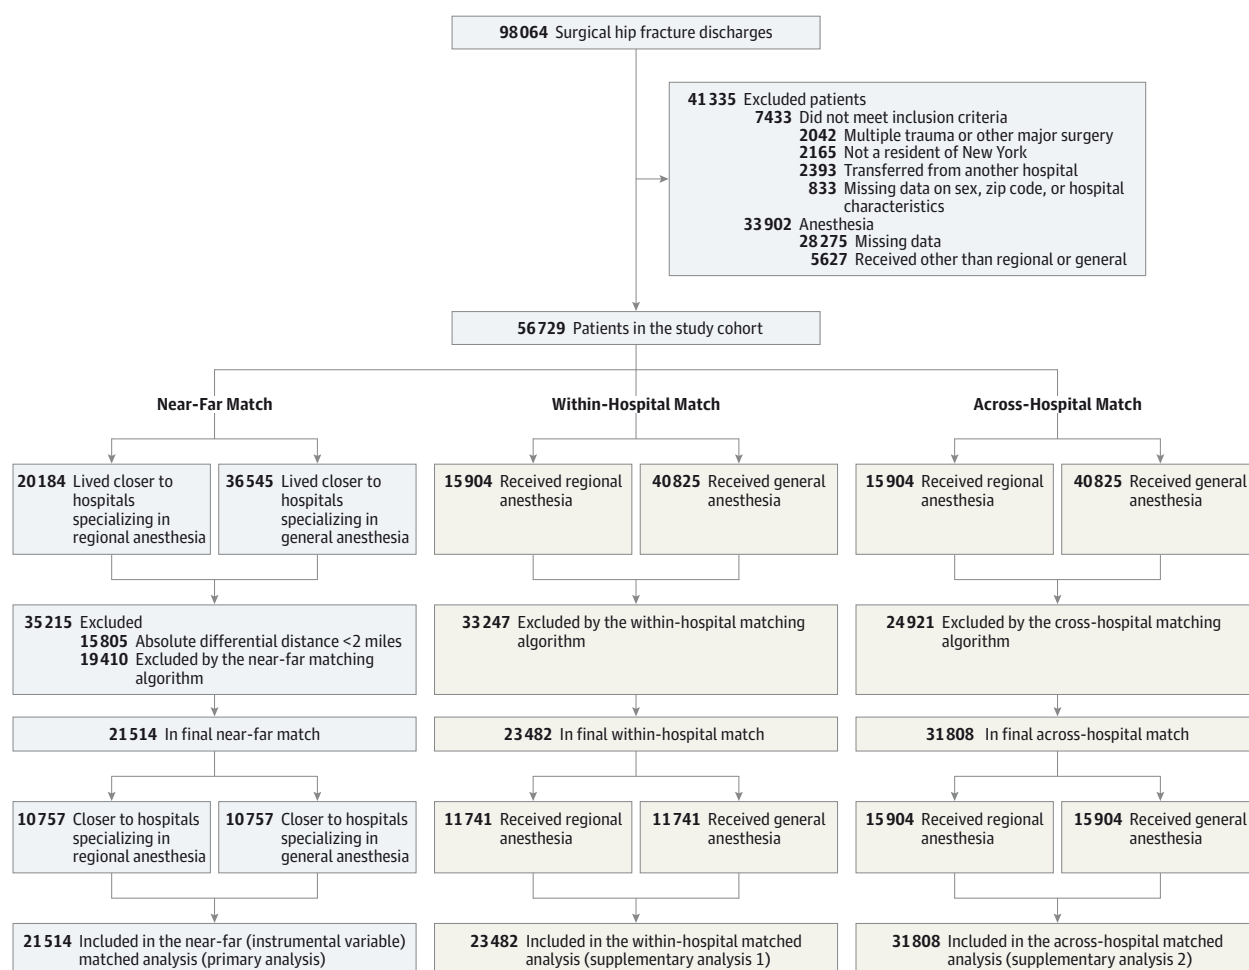 98064 Surgical hip fracture discharges
41335 Excluded patients
7433 Did not meet inclusion criteria
2042 Multiple trauma or other major surgery
2165 Not a resident of New York
2393 Transferred from another hospital
833 Missing data on sex, zip code, or hospital
characteristics
33902 Anesthesia
28275 Missing data
5627 Received other than regional or general
56729 Patients in the study cohort
Near-Far Match
20184 Lived closer to
hospitals
specializing in
regional anesthesia
36545 Lived closer to
hospitals
specializing in
general anesthesia
35215 Excluded
15805 Absolute differential distance <2 miles
19410 Excluded by the near-far matching
algorithm
21514 In final near-far match
10757 Closer to hospitals
specializing in
regional anesthesia
10757 Closer to hospitals
specializing in
general anesthesia
21514 Included in the near-far (instrumental variable)
matched analysis (primary analysis)
Within-Hospital Match
15904 Received regional
anesthesia
40825 Received general
anesthesia
33247 Excluded by the within-hospital matching
algorithm
23482 In final within-hospital match
11741 Received regional
anesthesia
11741 Received general
anesthesia
23482 Included in the within-hospital matched
analysis (supplementary analysis 1)
Across-Hospital Match
15904 Received regional
anesthesia
40825 Received general
anesthesia
24921 Excluded by the cross-hospital matching
algorithm
31808 In final across-hospital match
15904 Received regional
anesthesia
15904 Received general
anesthesia
31808 Included in the across-hospital matched
analysis (supplementary analysis 2)